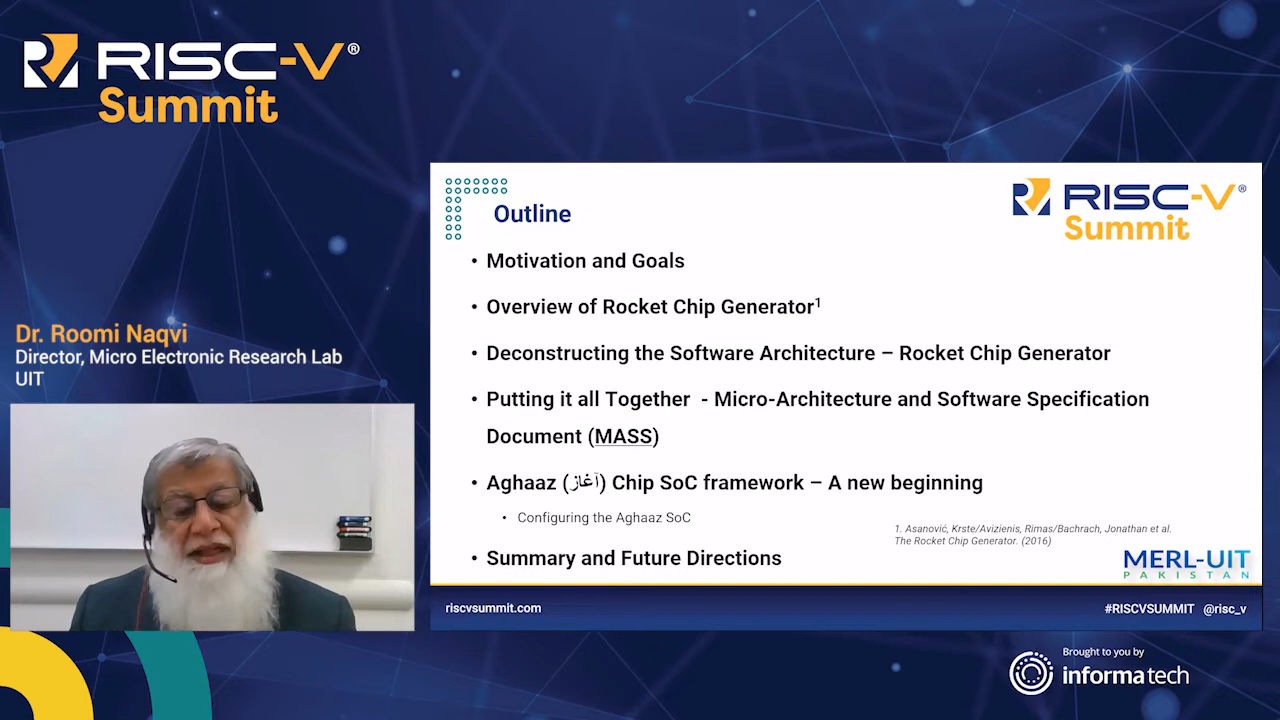 RISC-V®
Summit
Dr. Roomi Naqvi
Director, Micro Electronic Research Lab
UIT
RISC-V®
Summit
Outline
• Motivation and Goals
• Overview of Rocket Chip Generator1
• Deconstructing the Software Architecture – Rocket Chip Generator
• Putting it all Together - Micro-Architecture and Software Specification
Document (MASS)
• Aghaaz (آغاز) Chip SoC framework – A new beginning
• Configuring the Aghaaz SoC
1. Asanović, Krste/Avizienis, Rimas/Bachrach, Jonathan et al.
The Rocket Chip Generator. (2016)
• Summary and Future Directions
MERL-UIT
PAKISTAN
riscvsummit.com
#RISCVSUMMIT @risc_v
Brought to you by
informa tech